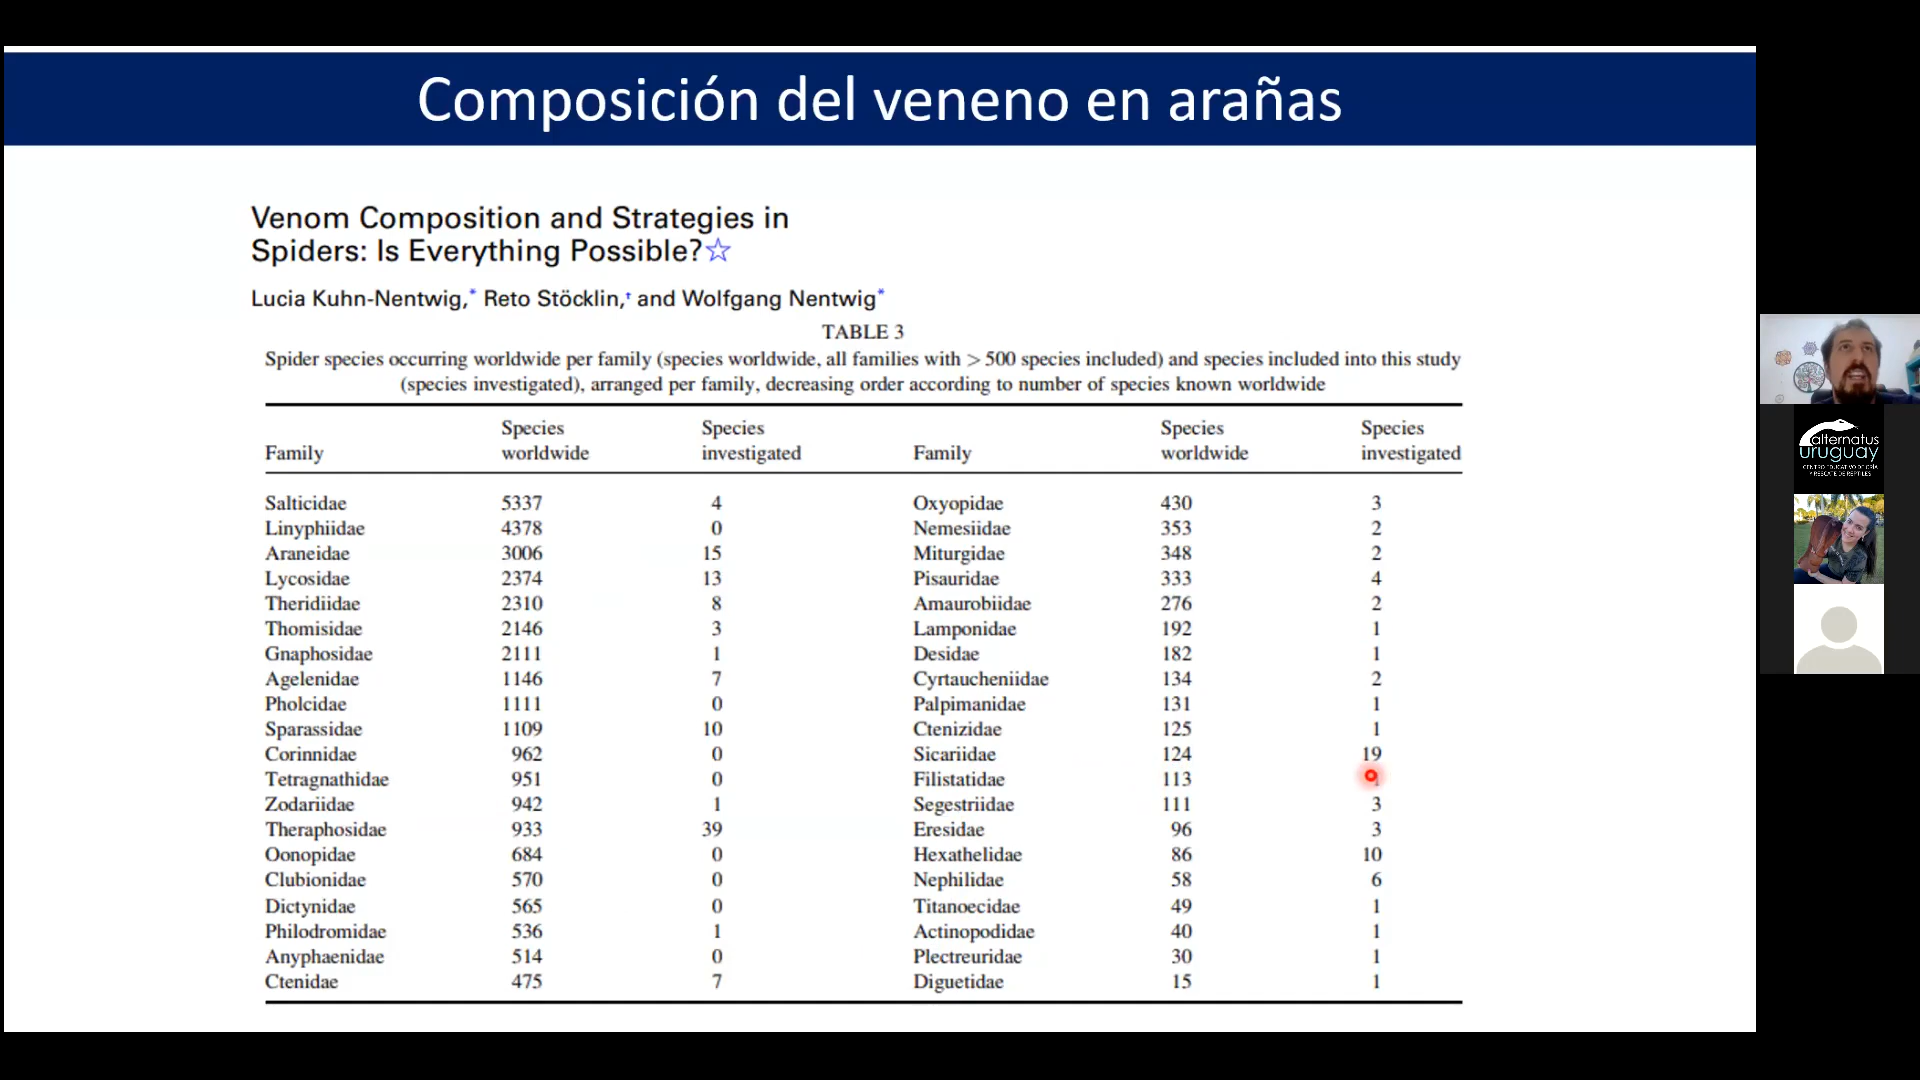 Composición del veneno en arañas
Venom Composition and Strategies in
Spiders: Is Everything Possible?☆
Lucia Kuhn-Nentwig,* Reto Stöcklin,† and Wolfgang Nentwig*
TABLE 3
Spider species occurring worldwide per family (species worldwide, all families with > 500 species included) and species included into this study
(species investigated), arranged per family, decreasing order according to number of species known worldwide
Family Species worldwide Species investigated Family Species worldwide Species investigated
Salticidae 5337 4 Oxyopidae 430 3
Linyphiidae 4378 0 Nemesiidae 353 2
Araneidae 3006 15 Miturgidae 348 2
Lycosidae 2374 13 Pisauridae 333 4
Theridiidae 2310 8 Amaurobiidae 276 2
Thomisidae 2146 3 Lamponidae 192 1
Gnaphosidae 2111 1 Desidae 182 1
Agelenidae 1146 7 Cyrtaucheniidae 134 2
Pholcidae 1111 0 Palpimanidae 131 1
Sparassidae 1109 10 Ctenizidae 125 1
Corinnidae 962 0 Sicariidae 124 19
Tetragnathidae 951 0 Filistatidae 113
Zodariidae 942 1 Segestriidae 111 3
Theraphosidae 933 39 Eresidae 96 3
Oonopidae 684 0 Hexathelidae 86 10
Clubionidae 570 0 Nephilidae 58 6
Dictynidae 565 0 Titanoecidae 49 1
Philodromidae 536 1 Actinopodidae 40 1
Anyphaenidae 514 0 Plectreuridae 30 1
Ctenidae 475 7 Diguetidae 15 1
alternatus
uruguay
CENTRO EDUCATIVO DE CRÍA
Y RESCATE DE REPTILES